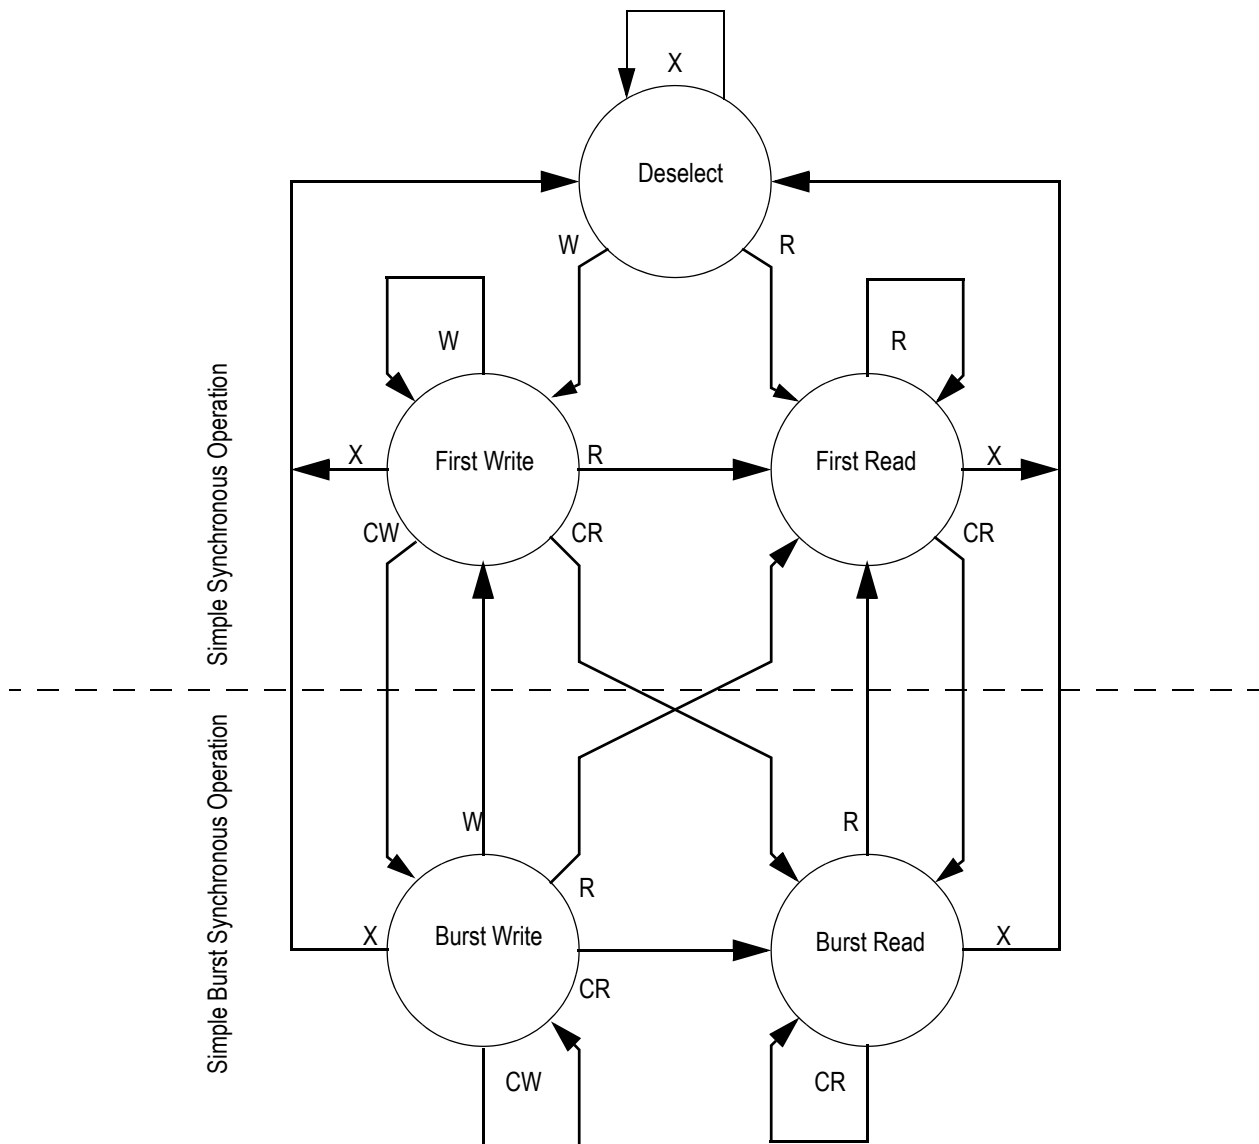 X
Deselect
W
R
W
R
Simple Synchronous Operation
X
First Write
R
First Read
X
CW
CR
CR
Simple Burst Synchronous Operation
W
R
R
X
Burst Write
Burst Read
X
CR
CW
CR